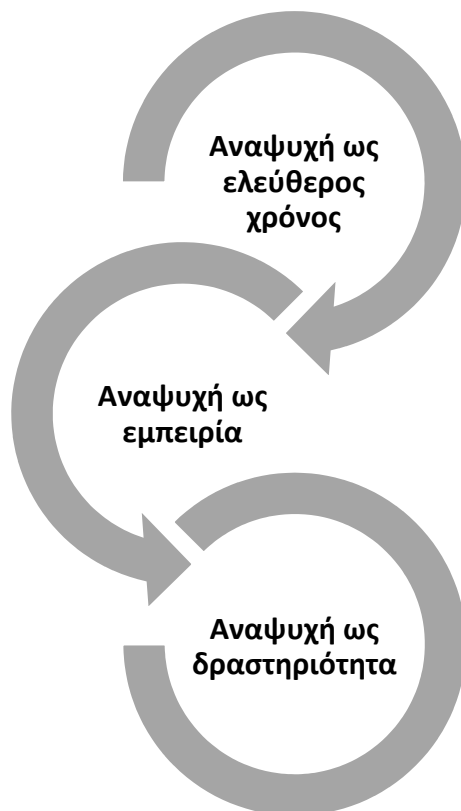 Αναψυχή ως
ελεύθερος
χρόνος
Αναψυχή ως
εμπειρία
Αναψυχή ως
δραστηριότητα